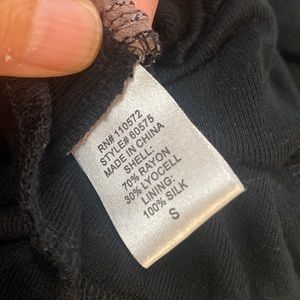 RN# 110572
STYLE# 60575
MADE IN CHINA
SHELL:
70% RAYON
30% LYOCELL
LINING:
100% SILK
S